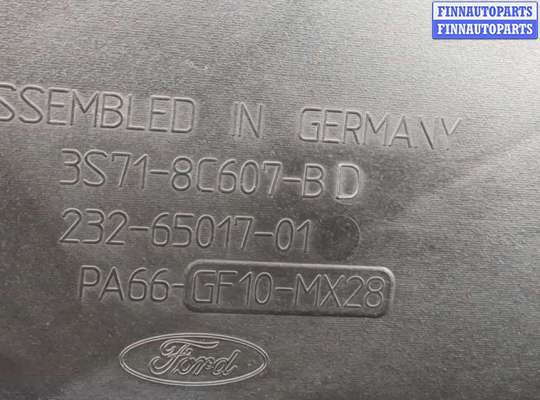 FINNAUTOPARTS
FINNAUTOPARTS
SSEMBLED IN GERMANY
3S71-8C607-BD
232-65017-01
PA66-GF10-MX28
Ford